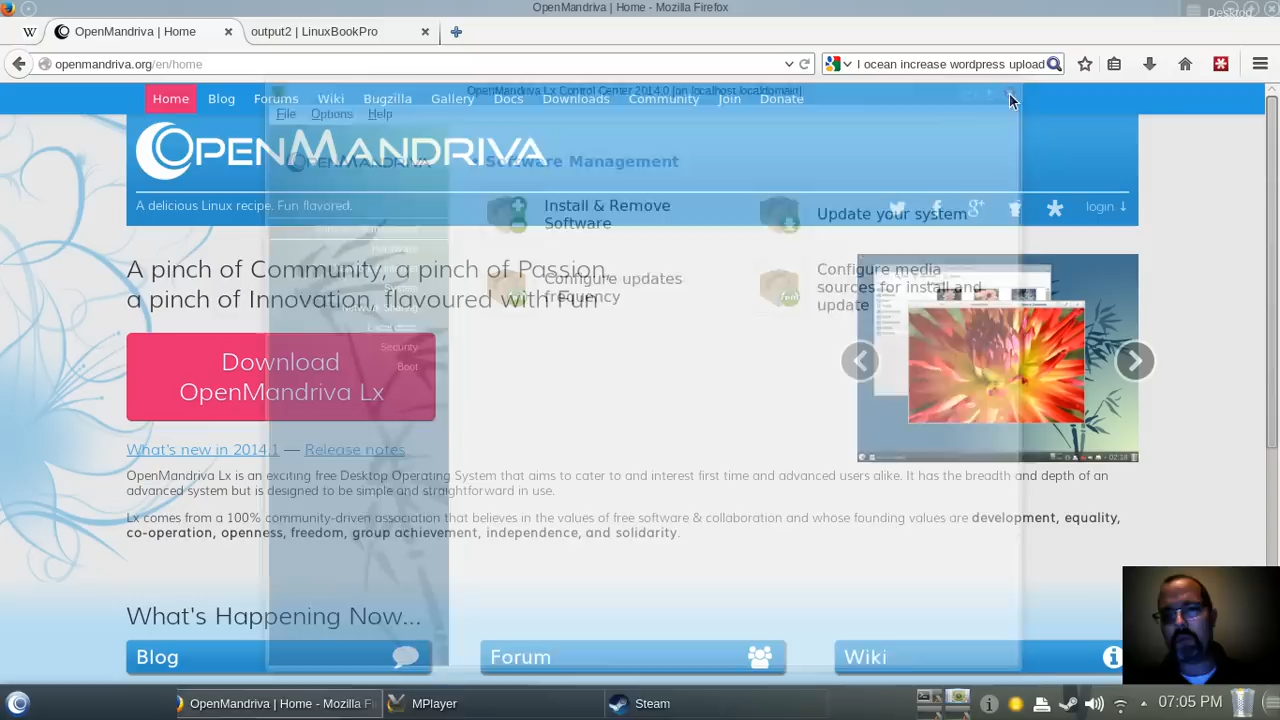 OpenMandriva | Home - Mozilla Firefox
Desktop
W OpenMandriva | Home
output2 | LinuxBookPro
openmandriva.org/en/home
I ocean increase wordpress upload
OpenMandriva Lx Control Center 2014.0 [on localhost.localdomain]
Home Blog Forums Wiki Bugzilla Gallery Docs Downloads Community Join Donate
File Options Help
OPENMANDRIVA
OPENMANDRIVA
Software Management
A delicious Linux recipe. Fun flavored.
login ↓
Install & Remove
Software
Update your system
Configure updates
frequency
Configure media
sources for install and
update
Hardware
System
Security
Boot
A pinch of Community, a pinch of Passion,
a pinch of Innovation, flavoured with Fun
Download
OpenMandriva Lx
What's new in 2014.1 — Release notes
OpenMandriva Lx is an exciting free Desktop Operating System that aims to cater to and interest first time and advanced users alike. It has the breadth and depth of an
advanced system but is designed to be simple and straightforward in use.
Lx comes from a 100% community-driven association that believes in the values of free software & collaboration and whose founding values are development, equality,
co-operation, openness, freedom, group achievement, independence, and solidarity.
What's Happening Now...
Blog
Forum
Wiki
OpenMandriva | Home - Mozilla Fi
MPlayer
Steam
07:05 PM